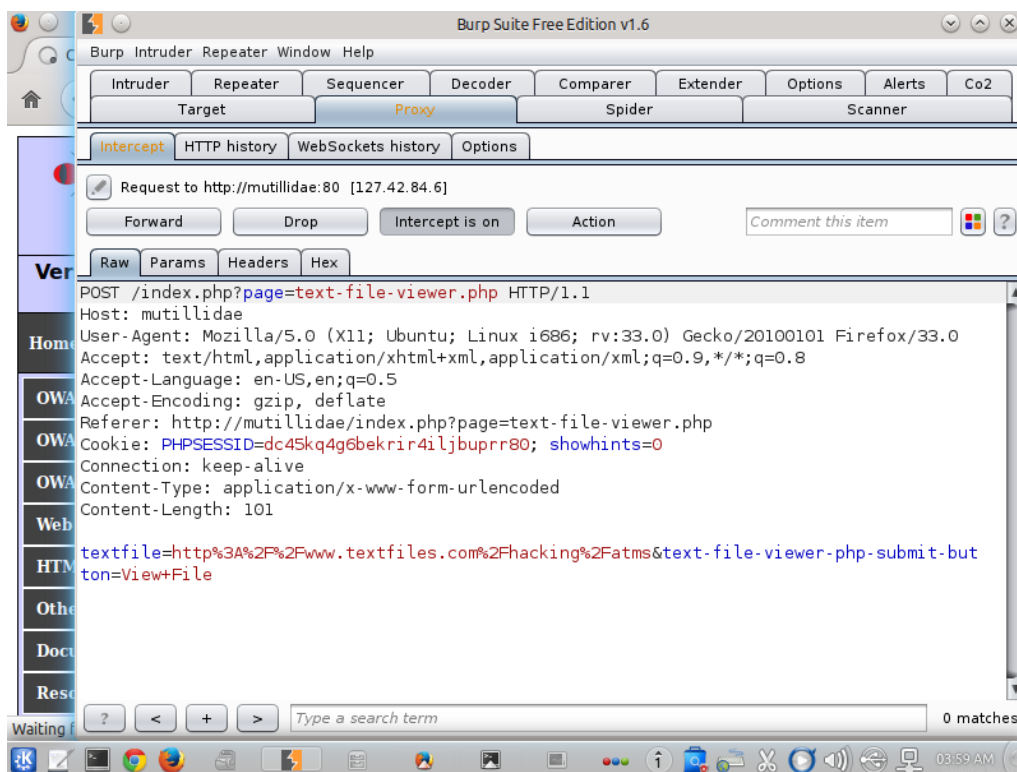 Burp Suite Free Edition v1.6
Burp Intruder Repeater Window Help
Intruder Repeater Sequencer Decoder Comparer Extender Options Alerts Co2
Target Proxy Spider Scanner
Intercept HTTP history WebSockets history Options
Request to http://mutillidae:80 [127.42.84.6]
Forward Drop Intercept is on Action Comment this item ?
Raw Params Headers Hex
POST /index.php?page=text-file-viewer.php HTTP/1.1
Host: mutillidae
User-Agent: Mozilla/5.0 (X11; Ubuntu; Linux i686; rv:33.0) Gecko/20100101 Firefox/33.0
Accept: text/html,application/xhtml+xml,application/xml;q=0.9,*/*;q=0.8
Accept-Language: en-US,en;q=0.5
Accept-Encoding: gzip, deflate
Referer: http://mutillidae/index.php?page=text-file-viewer.php
Cookie: PHPSESSID=dc45kq4g6bekrir4iljbuprr80; showhints=0
Connection: keep-alive
Content-Type: application/x-www-form-urlencoded
Content-Length: 101
textfile=http%3A%2F%2Fwww.textfiles.com%2Fhacking%2Fatms&text-file-viewer-php-submit-but
ton=View+File
? < + > Type a search term 0 matches
Ver
Home
OWA
OWA
OWA
Web
HTM
Othe
Docu
Reso
Waiting f
03:59 AM